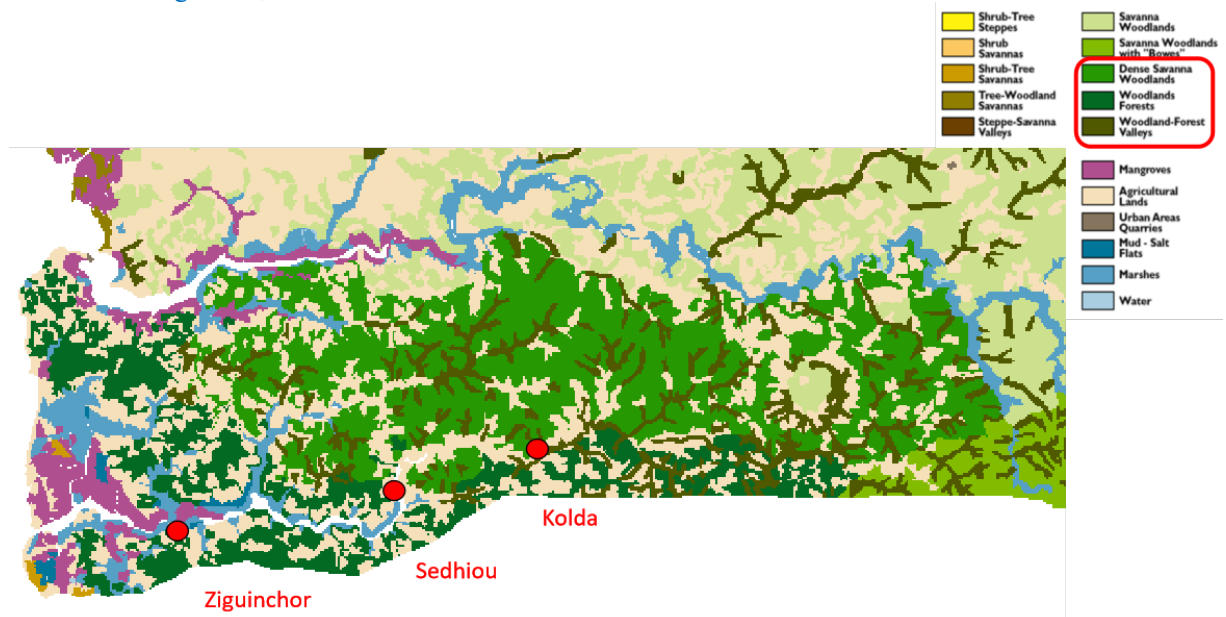 Shrub-Tree
Steppes
Shrub
Savannas
Shrub-Tree
Savannas
Tree-Woodland
Savannas
Steppe-Savanna
Valleys
Savanna
Woodlands
Savanna Woodlands
with "Bowes"
Dense Savanna
Woodlands
Woodlands
Forests
Woodland-Forest
Valleys
Mangroves
Agricultural
Lands
Urban Areas
Quarries
Mud - Salt
Flats
Marshes
Water
Kolda
Sedhiou
Ziguinchor